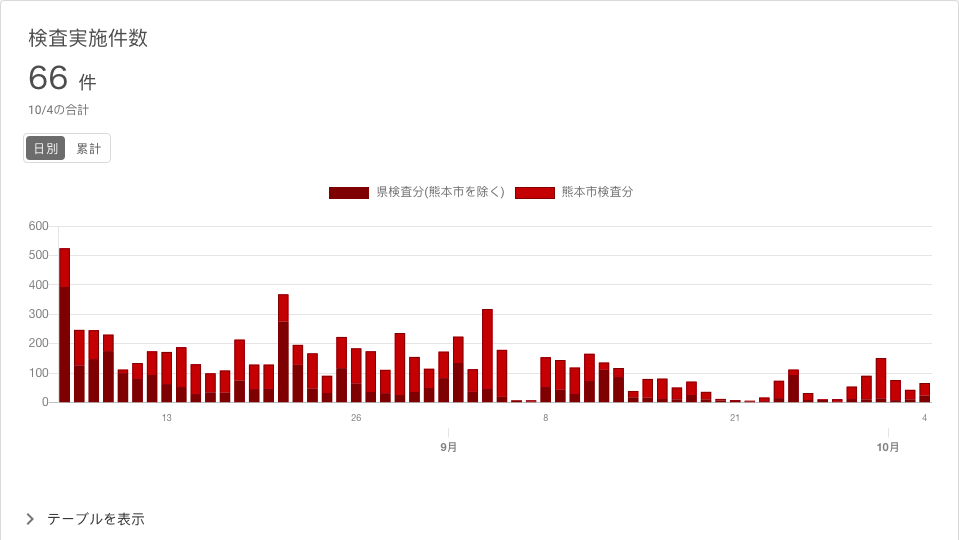 検査実施件数
66 件
10/4の合計
日別 累計
県検査分(熊本市を除く) 熊本市検査分
600
500
400
300
200
100
0
13 26 8 21 4
9月 10月
テーブルを表示